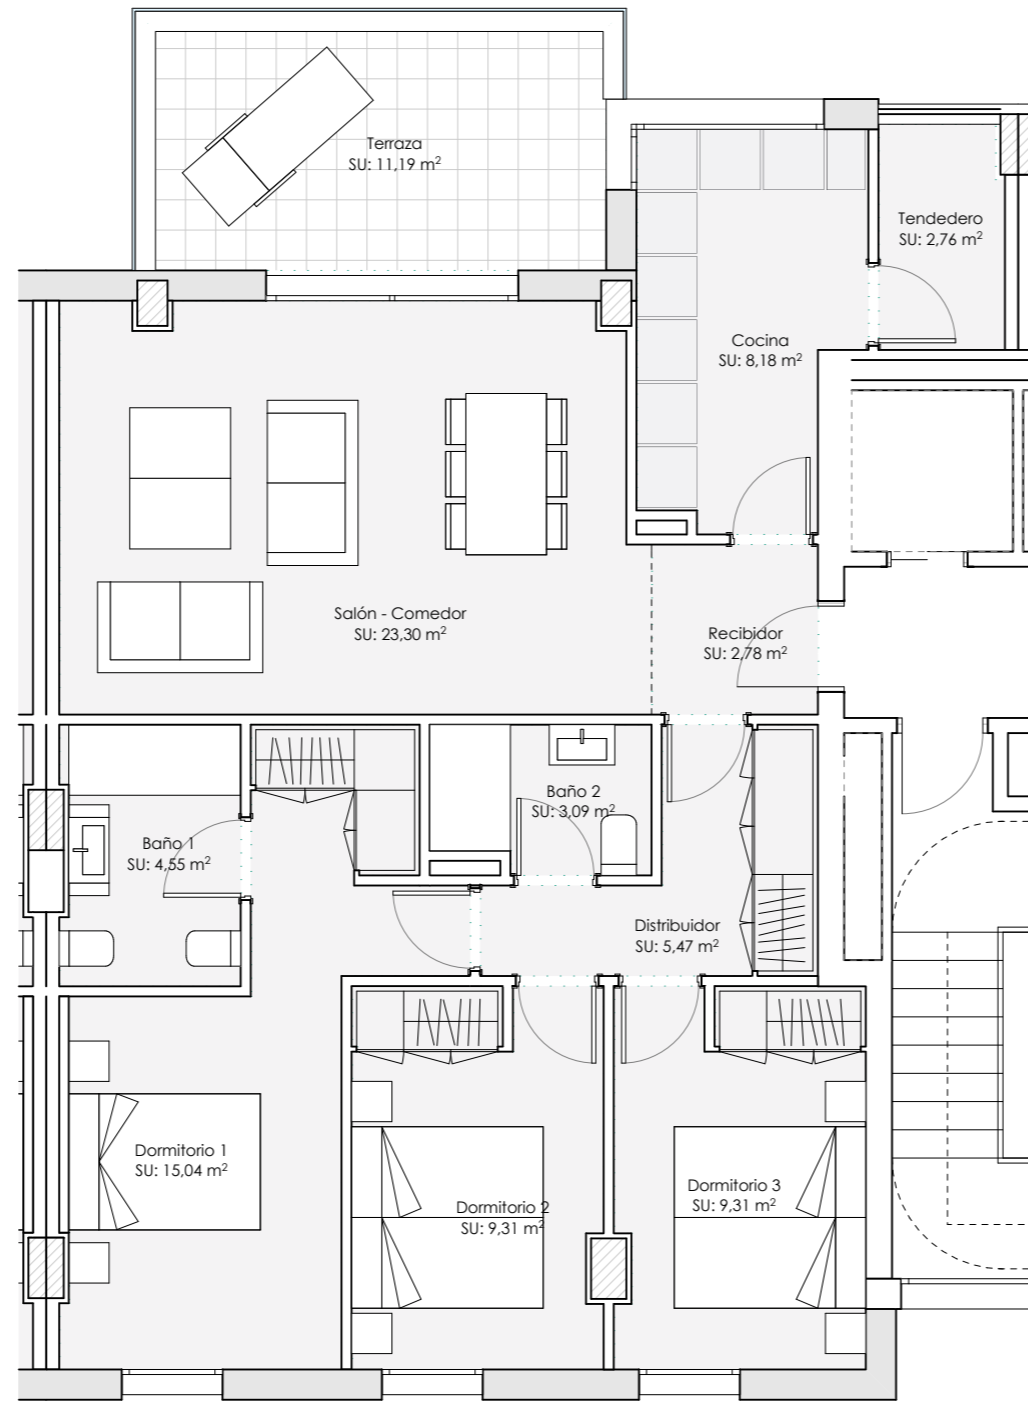 Terraza
SU: 11,19 m²
Tendedero
SU: 2,76 m²
Cocina
SU: 8,18 m²
Salón - Comedor
SU: 23,30 m²
Recibidor
SU: 2,78 m²
Baño 2
SU: 3,09 m²
Baño 1
SU: 4,55 m²
Distribuidor
SU: 5,47 m²
Dormitorio 1
SU: 15,04 m²
Dormitorio 2
SU: 9,31 m²
Dormitorio 3
SU: 9,31 m²